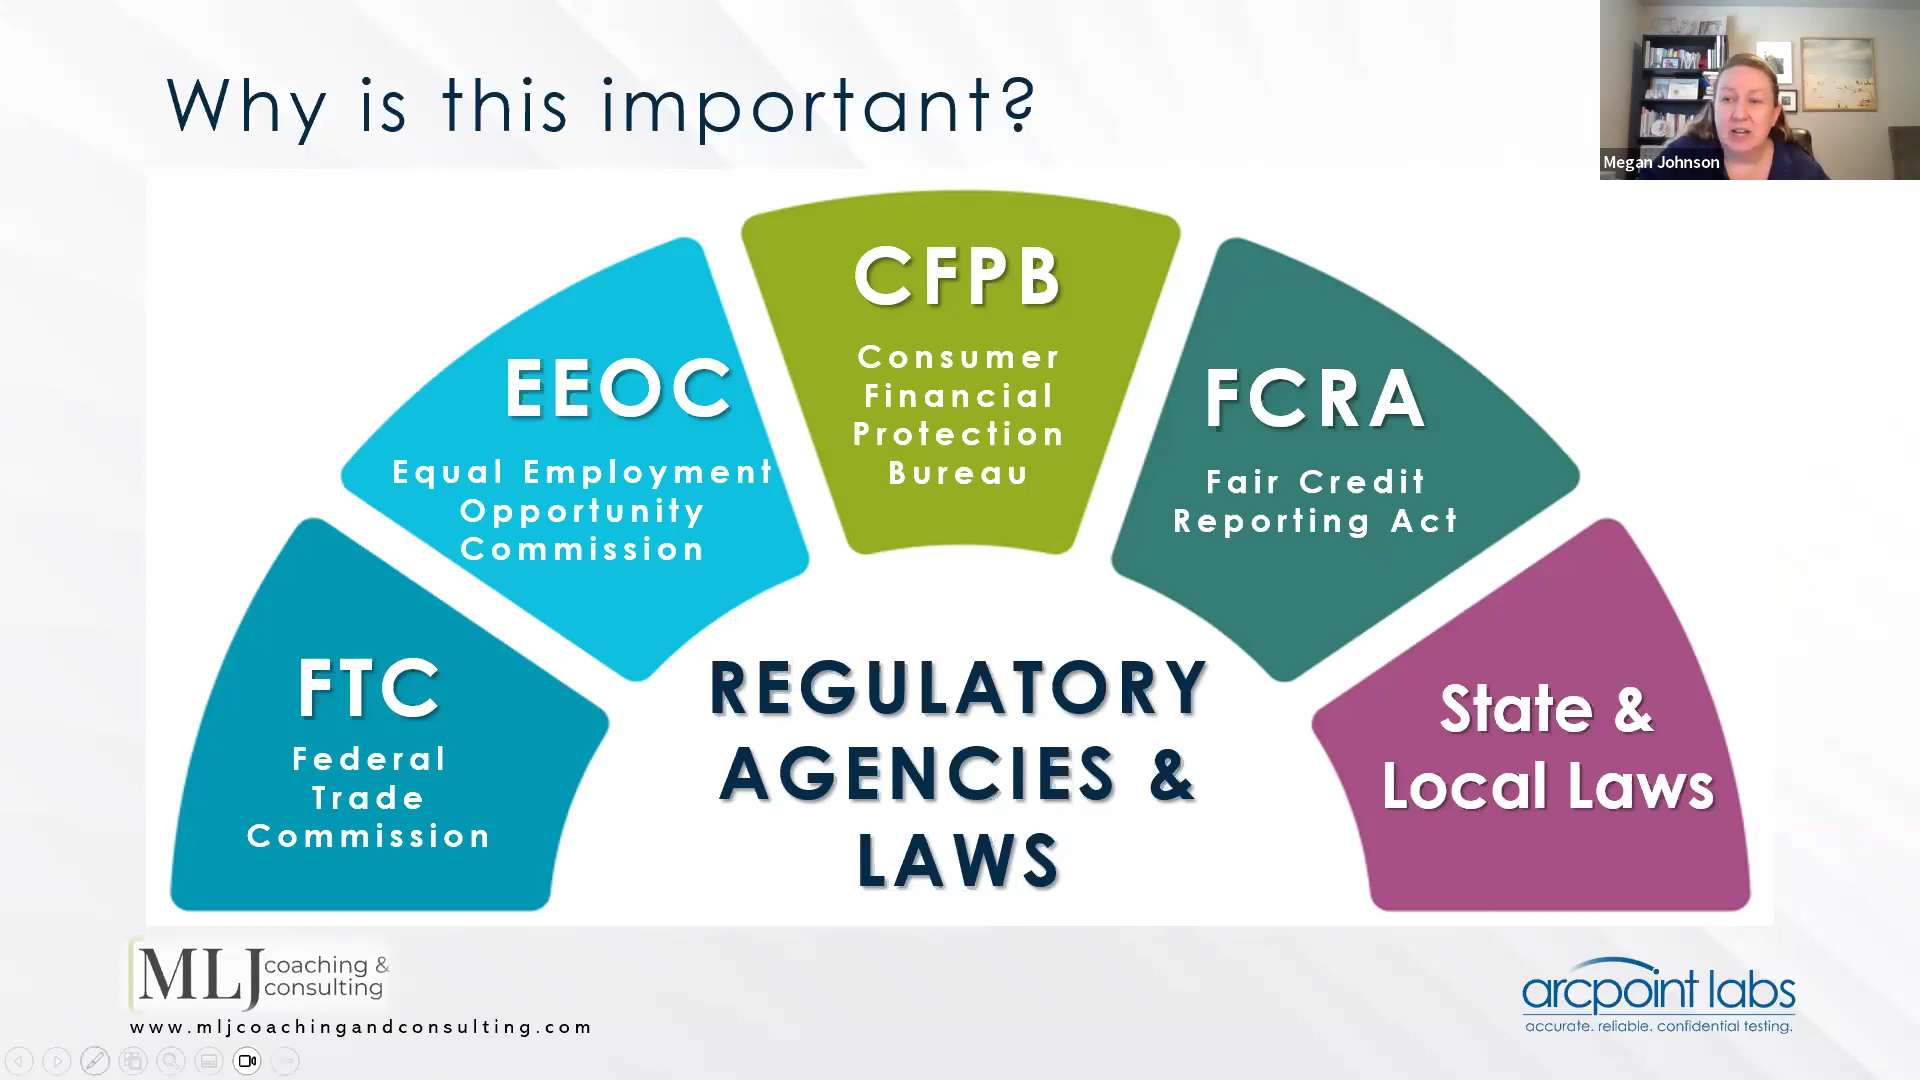 Why is this important?
Megan Johnson
CFPB
Consumer
Financial
Protection
Bureau
EEOC
Equal Employment
Opportunity
Commission
FCRA
Fair Credit
Reporting Act
FTC
Federal
Trade
Commission
REGULATORY
AGENCIES &
LAWS
State &
Local Laws
MLJ coaching &
consulting
www.mljcoachingandconsulting.com
arcpoint labs
accurate. reliable. confidential testing.